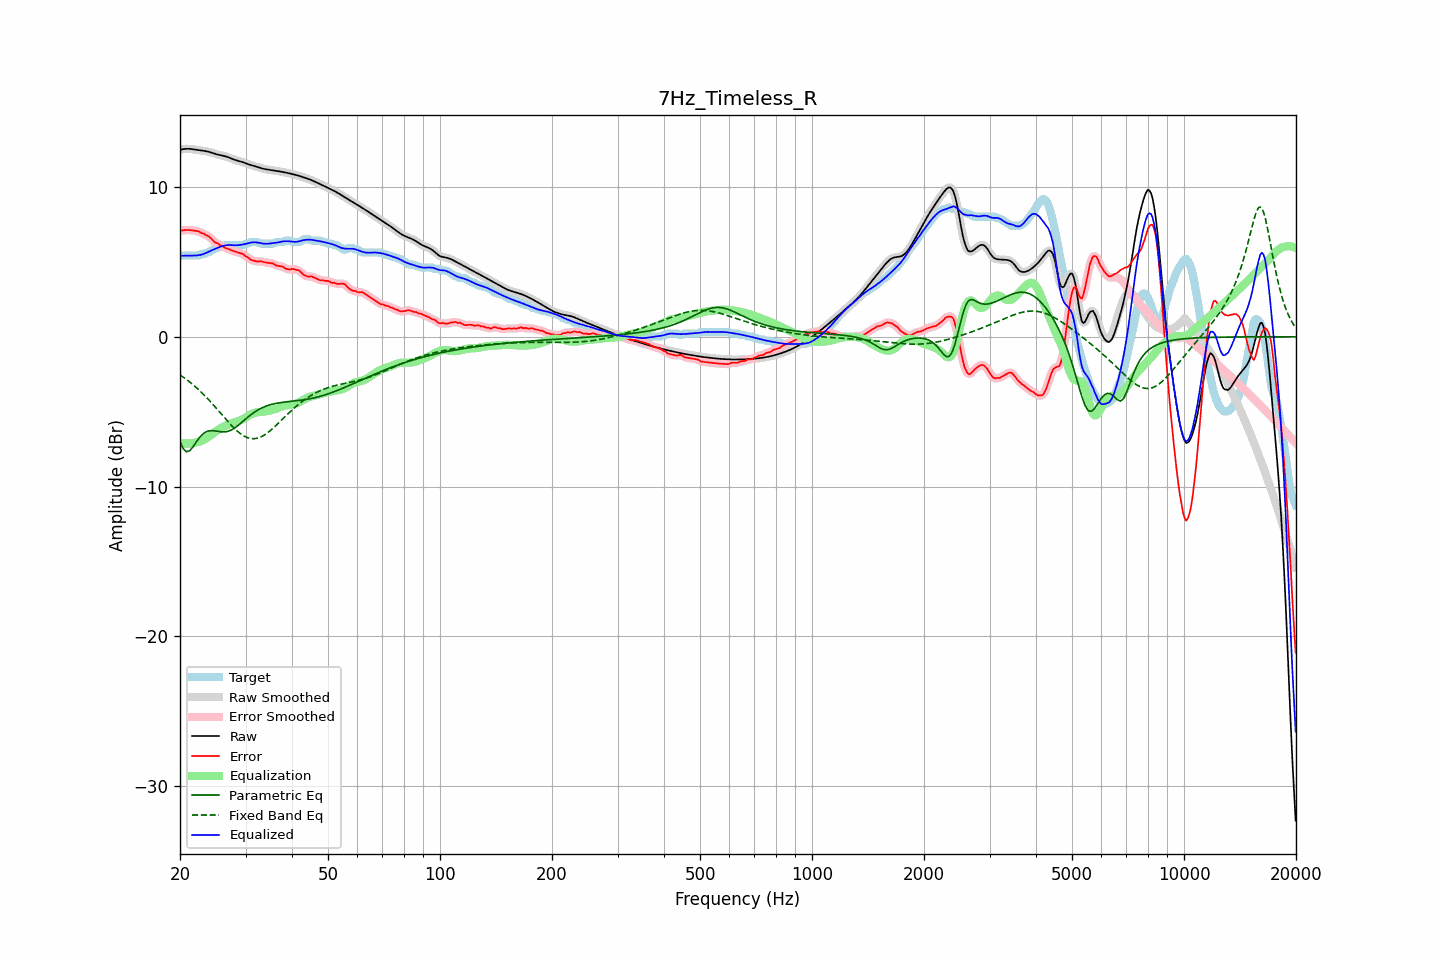 7Hz_Timeless_R
10
0
−10
−20
−30
Amplitude (dBr)
Target
Raw Smoothed
Error Smoothed
Raw
Error
Equalization
Parametric Eq
Fixed Band Eq
Equalized
20 50 100 200 500 1000 2000 5000 10000 20000
Frequency (Hz)